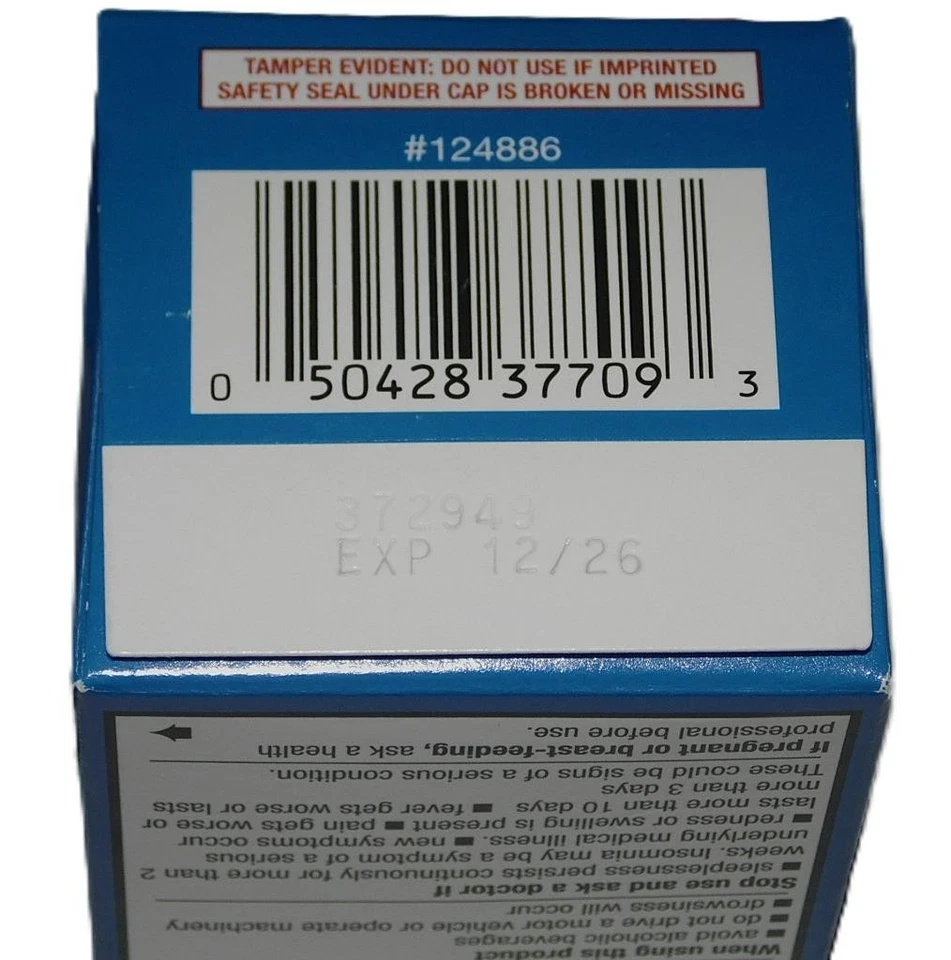 TAMPER EVIDENT: DO NOT USE IF IMPRINTED
SAFETY SEAL UNDER CAP IS BROKEN OR MISSING
#124886
0 50428 37709 3
372949
EXP 12/26
When using this product
■ avoid alcoholic beverages
■ do not drive a motor vehicle or operate machinery
■ drowsiness will occur
Stop use and ask a doctor if
■ sleeplessness persists continuously for more than 2
weeks. Insomnia may be a symptom of a serious
underlying medical illness. ■ new symptoms occur
■ redness or swelling is present ■ pain gets worse or
lasts more than 10 days ■ fever gets worse or lasts
more than 3 days
These could be signs of a serious condition.
If pregnant or breast-feeding, ask a health
professional before use.